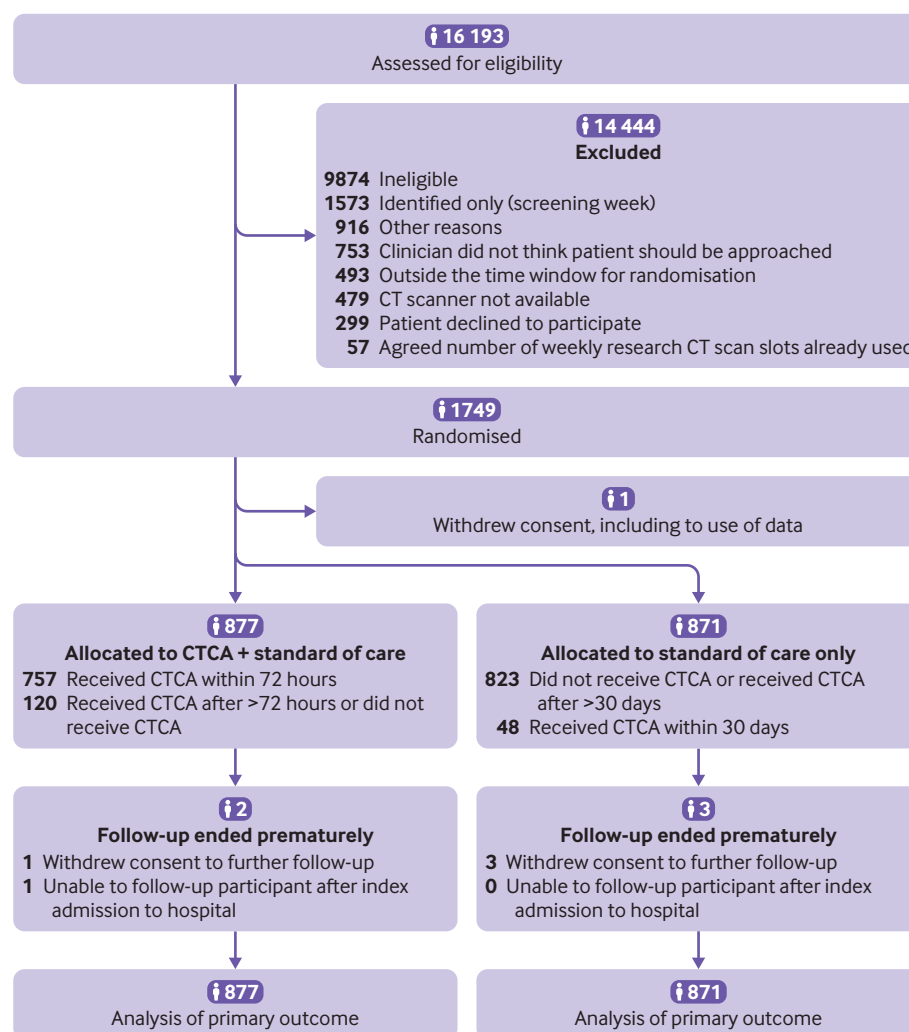 16 193
Assessed for eligibility
14 444
Excluded
9874 Ineligible
1573 Identified only (screening week)
916 Other reasons
753 Clinician did not think patient should be approached
493 Outside the time window for randomisation
479 CT scanner not available
299 Patient declined to participate
57 Agreed number of weekly research CT scan slots already used
1749
Randomised
1
Withdrew consent, including to use of data
877
Allocated to CTCA + standard of care
757 Received CTCA within 72 hours
120 Received CTCA after >72 hours or did not
receive CTCA
871
Allocated to standard of care only
823 Did not receive CTCA or received CTCA
after >30 days
48 Received CTCA within 30 days
2
Follow-up ended prematurely
1 Withdrew consent to further follow-up
1 Unable to follow-up participant after index
admission to hospital
3
Follow-up ended prematurely
3 Withdrew consent to further follow-up
0 Unable to follow-up participant after index
admission to hospital
877
Analysis of primary outcome
871
Analysis of primary outcome